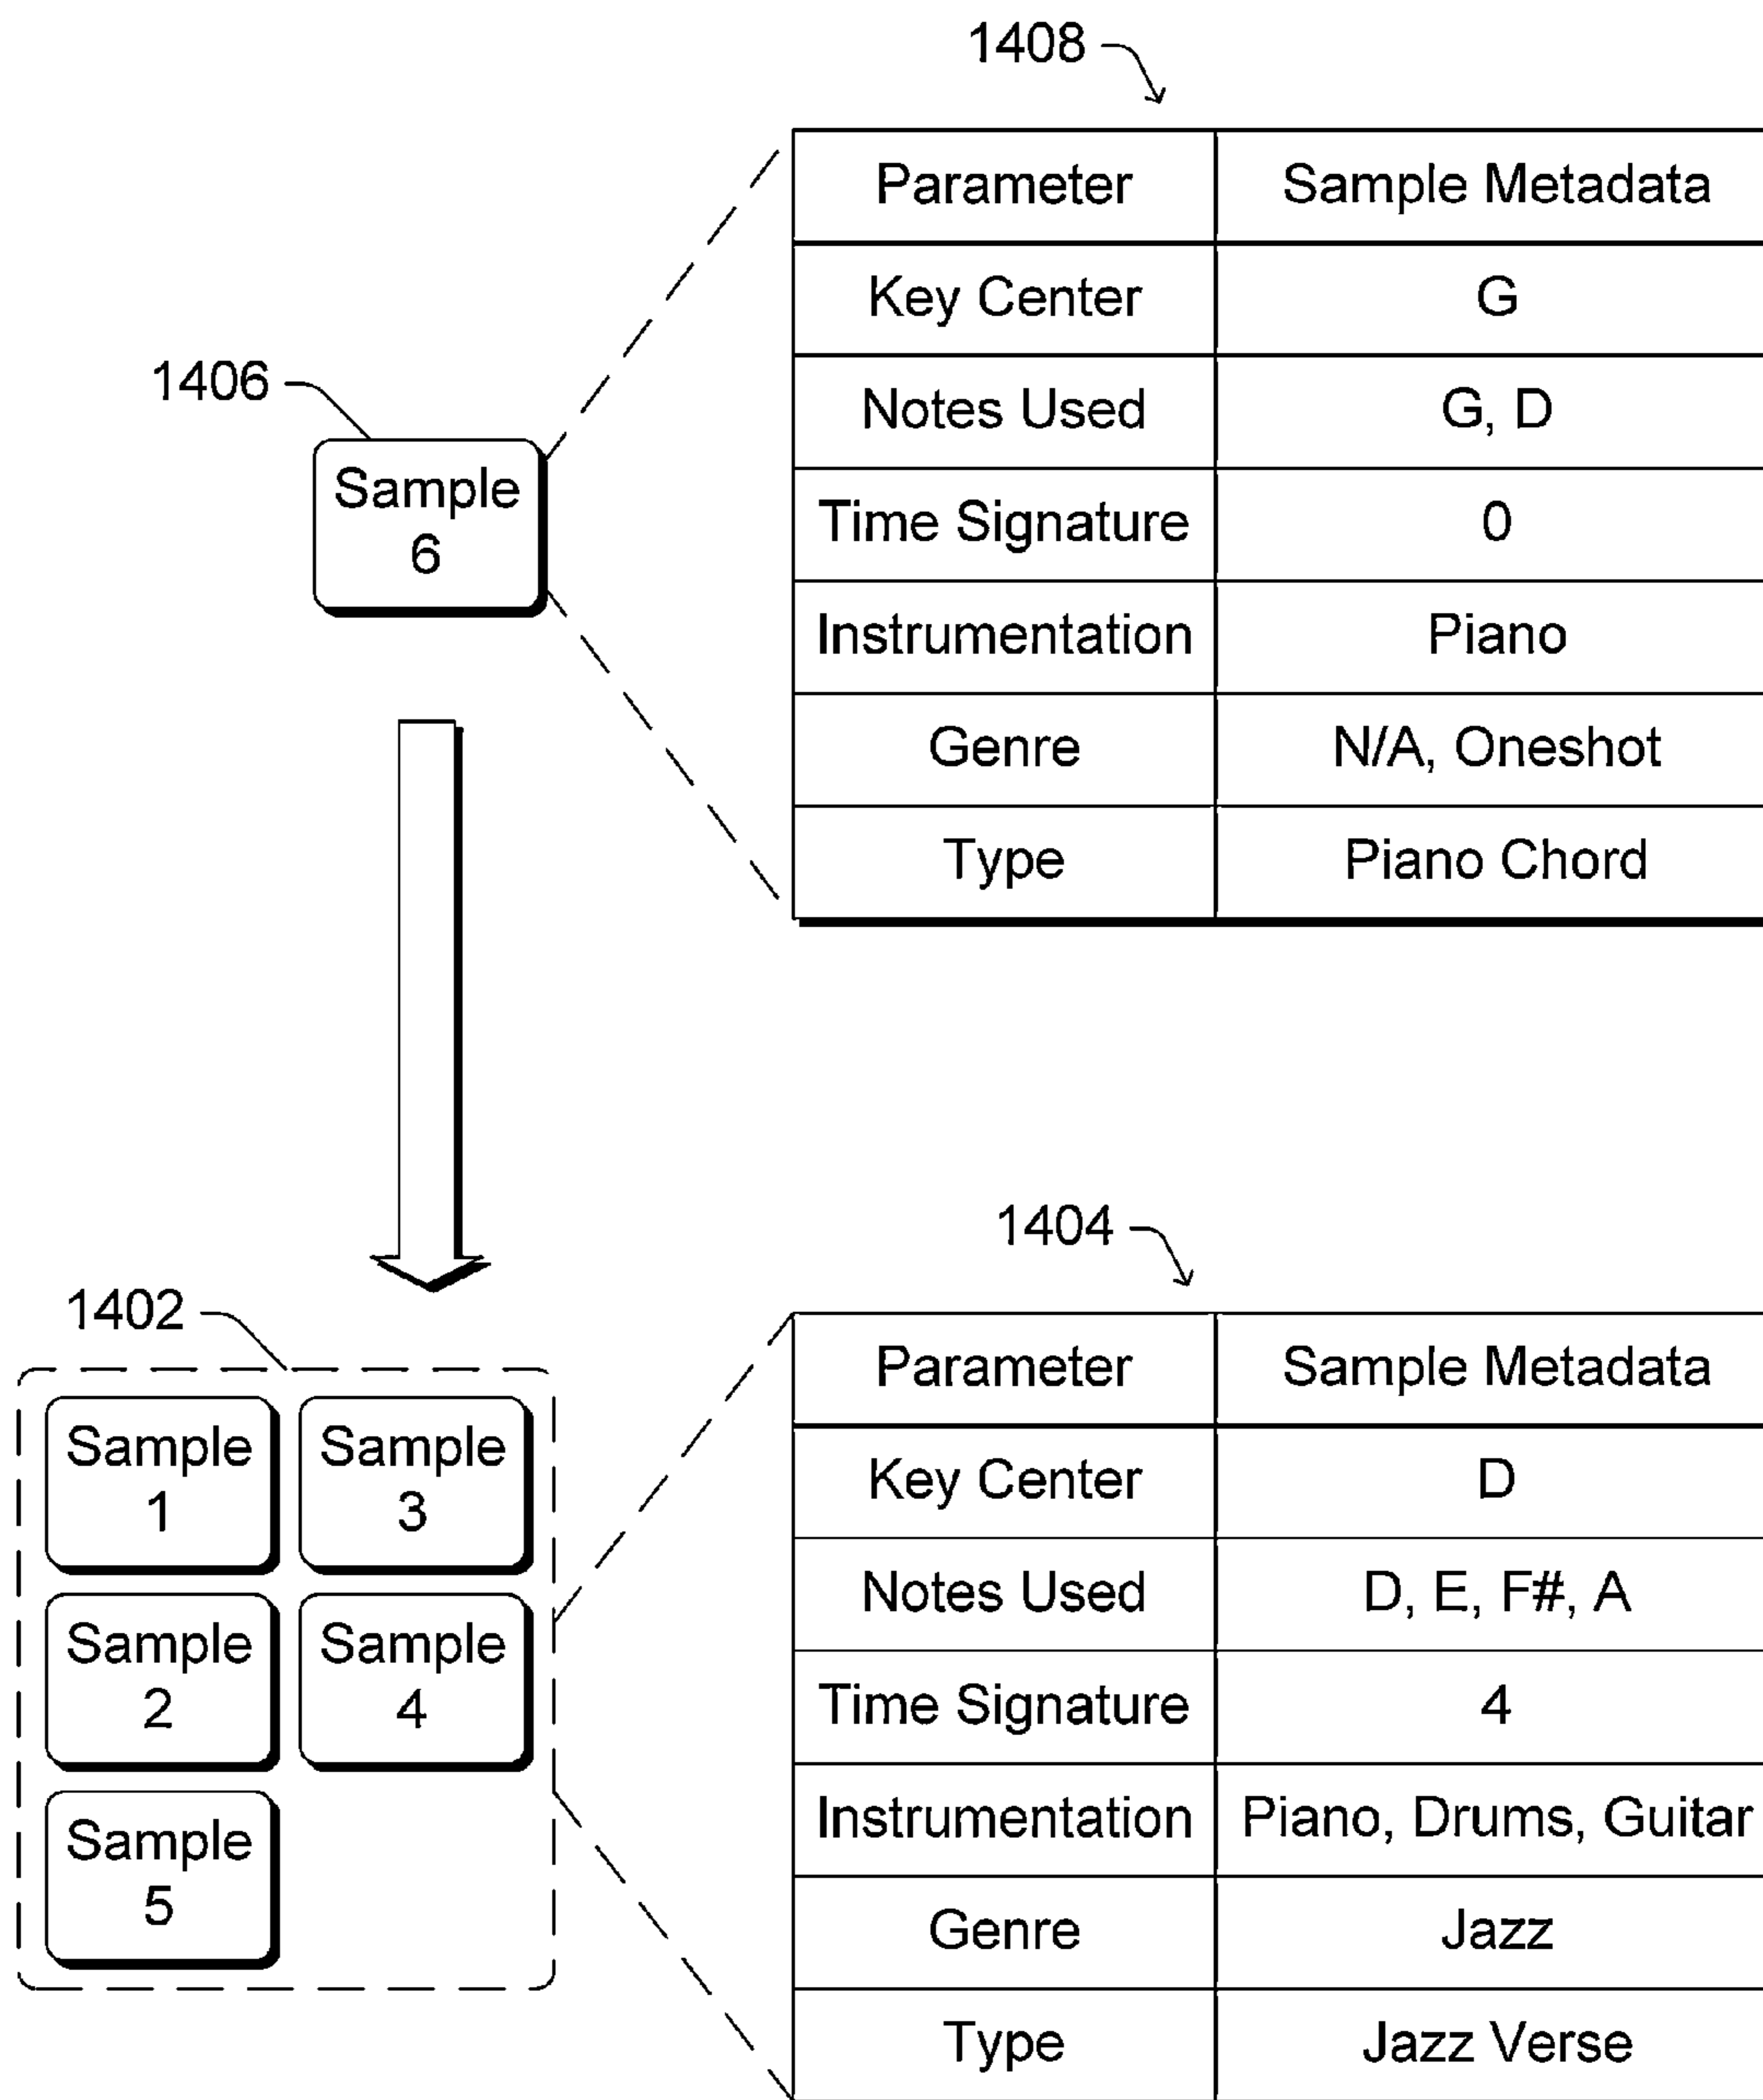 1408
Parameter Sample Metadata
Key Center G
Notes Used G, D
Time Signature 0
Instrumentation Piano
Genre N/A, Oneshot
Type Piano Chord
1406
Sample
6
1404
Parameter Sample Metadata
Key Center D
Notes Used D, E, F#, A
Time Signature 4
Instrumentation Piano, Drums, Guitar
Genre Jazz
Type Jazz Verse
1402
Sample
1
Sample
3
Sample
2
Sample
4
Sample
5